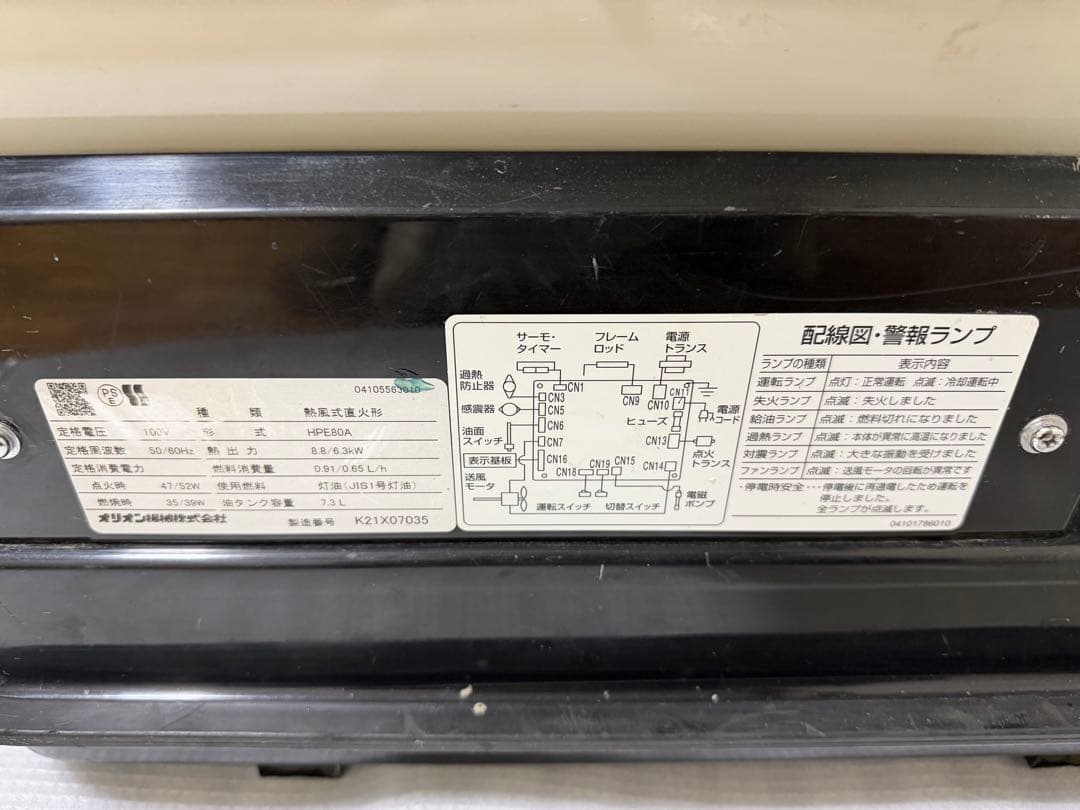 PS
E
04105563010
種類 熱風式直火形
定格電圧 100V 形式 HPE80A
定格周波数 50/60Hz 熱出力 8.8/6.3kW
定格消費電力 燃料消費量 0.91/0.65 L/h
点火時 47/52W 使用燃料 灯油(JIS1号灯油)
燃焼時 35/39W 油タンク容量 7.3 L
オリオン機械株式会社 製造番号 K21X07035
サーモ・
タイマー
フレーム
ロッド
電源
トランス
過熱
防止器
感震器
油面
スイッチ
表示基板
送風
モータ
CN1
CN3
CN5
CN6
CN7
CN16
CN18
CN19
CN15
CN14
CN13
CN9
CN10
CN11
ヒューズ
電源
コード
点火
トランス
電磁
ポンプ
運転スイッチ 切替スイッチ
配線図・警報ランプ
ランプの種類 表示内容
運転ランプ 点灯:正常運転 点滅:冷却運転中
失火ランプ 点滅:失火しました
給油ランプ 点滅:燃料切れになりました
過熱ランプ 点滅:本体が異常に高温になりました
対震ランプ 点滅:大きな振動を受けました
ファンランプ 点滅:送風モータの回転が異常です
・停電時安全・・・停電後に再通電したため運転を
停止しました。
全ランプが点滅します。
04101786010